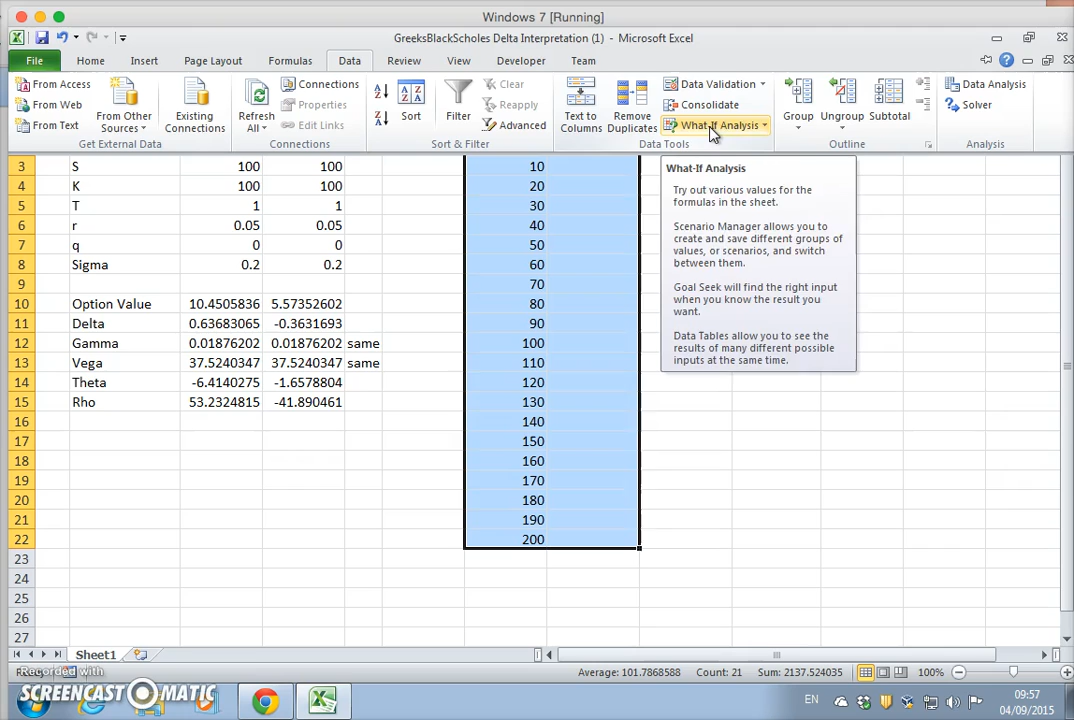 Windows 7 [Running]
GreeksBlackScholes Delta Interpretation (1) - Microsoft Excel
File Home Insert Page Layout Formulas Data Review View Developer Team
From Access
From Web
From Text
From Other Sources
Existing Connections
Get External Data
Refresh All
Connections
Properties
Edit Links
Connections
Sort
Filter
Clear
Reapply
Advanced
Sort & Filter
Text to Columns
Remove Duplicates
Data Validation
Consolidate
What-If Analysis
Data Tools
Group
Ungroup
Subtotal
Outline
Data Analysis
Solver
Analysis
What-If Analysis
Try out various values for the
formulas in the sheet.
Scenario Manager allows you to
create and save different groups of
values, or scenarios, and switch
between them.
Goal Seek will find the right input
when you know the result you
want.
Data Tables allow you to see the
results of many different possible
inputs at the same time.
3 S 100 100 10
4 K 100 100 20
5 T 1 1 30
6 r 0.05 0.05 40
7 q 0 0 50
8 Sigma 0.2 0.2 60
9 70
10 Option Value 10.4505836 5.57352602 80
11 Delta 0.63683065 -0.3631693 90
12 Gamma 0.01876202 0.01876202 same 100
13 Vega 37.5240347 37.5240347 same 110
14 Theta -6.4140275 -1.6578804 120
15 Rho 53.2324815 -41.890461 130
16 140
17 150
18 160
19 170
20 180
21 190
22 200
23
24
25
26
27
Sheet1
Average: 101.7868588 Count: 21 Sum: 2137.524035 100%
Recorded with
SCREENCAST-O-MATIC
EN
09:57
04/09/2015